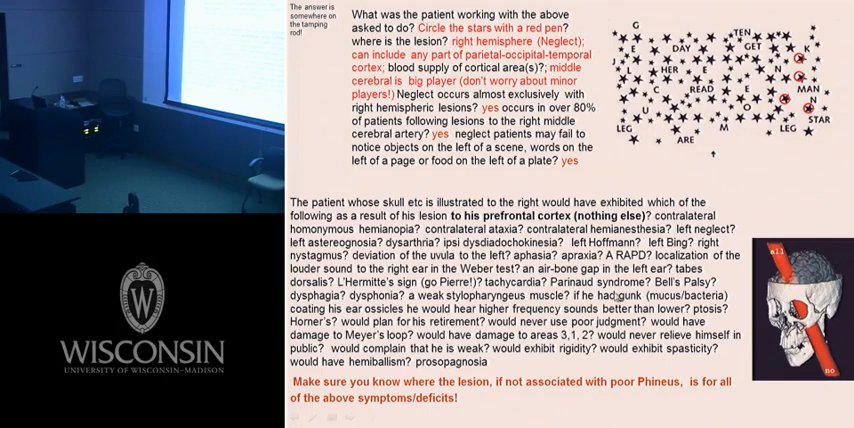 The answer is
somewhere on
the tamping
rod!
What was the patient working with the above
asked to do? Circle the stars with a red pen?
where is the lesion? right hemisphere (Neglect);
can include any part of parietal-occipital-temporal
cortex; blood supply of cortical area(s)?; middle
cerebral is big player (don't worry about minor
players!) Neglect occurs almost exclusively with
right hemispheric lesions? yes occurs in over 80%
of patients following lesions to the right middle
cerebral artery? yes neglect patients may fail to
notice objects on the left of a scene, words on the
left of a page or food on the left of a plate? yes
G
TEN
E
DAY
GET
K
J
L
HER
E
N
MAN
C
READ
E
N
U
O
STAR
LEG
M
LEG
ARE
The patient whose skull etc is illustrated to the right would have exhibited which of the
following as a result of his lesion to his prefrontal cortex (nothing else)? contralateral
homonymous hemianopia? contralateral ataxia? contralateral hemianesthesia? left neglect?
left astereognosia? dysarthria? ipsi dysdiadochokinesia? left Hoffmann? left Bing? right
nystagmus? deviation of the uvula to the left? aphasia? apraxia? A RAPD? localization of the
louder sound to the right ear in the Weber test? an air-bone gap in the left ear? tabes
dorsalis? L'Hermitte's sign (go Pierre!)? tachycardia? Parinaud syndrome? Bell's Palsy?
dysphagia? dysphonia? a weak stylopharyngeus muscle? if he had gunk (mucus/bacteria)
coating his ear ossicles he would hear higher frequency sounds better than lower? ptosis?
Horner's? would plan for his retirement? would never use poor judgment? would have
damage to Meyer's loop? would have damage to areas 3,1, 2? would never relieve himself in
public? would complain that he is weak? would exhibit rigidity? would exhibit spasticity?
would have hemiballism? prosopagnosia
all
no
Make sure you know where the lesion, if not associated with poor Phineus, is for all
of the above symptoms/deficits!
W
WISCONSIN
UNIVERSITY OF WISCONSIN–MADISON